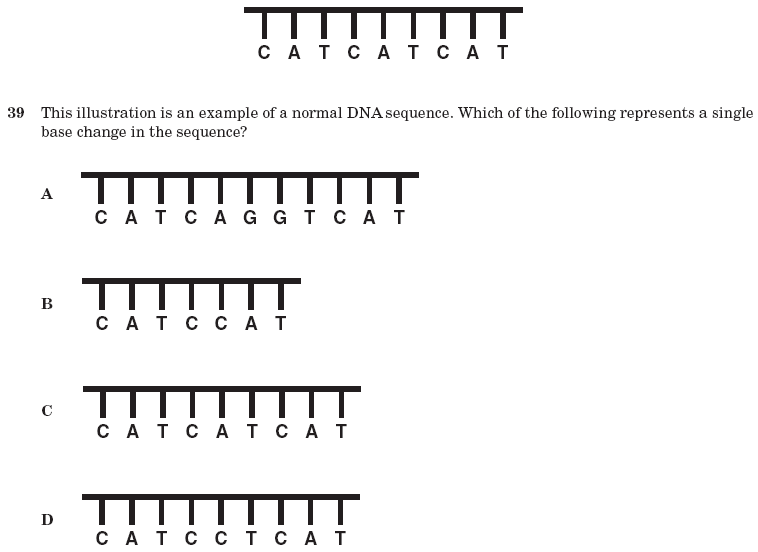 C A T C A T C A T
39 This illustration is an example of a normal DNA sequence. Which of the following represents a single
base change in the sequence?
A
C A T C A G G T C A T
B
C A T C C A T
C
C A T C A T C A T
D
C A T C C T C A T